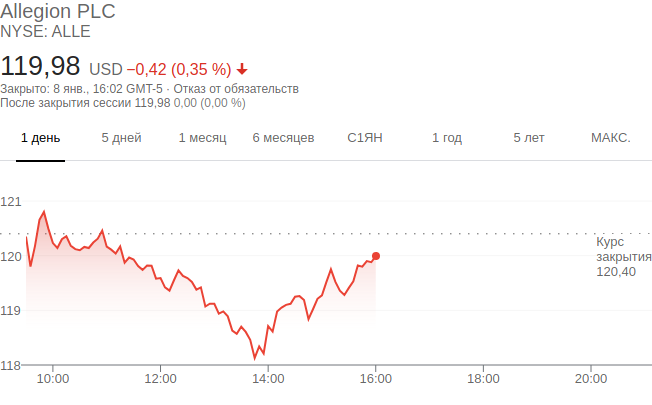 Allegion PLC
NYSE: ALLE
119,98 USD −0,42 (0,35 %)
Закрыто: 8 янв., 16:02 GMT-5 · Отказ от обязательств
После закрытия сессии 119,98 0,00 (0,00 %)
1 день 5 дней 1 месяц 6 месяцев С1ЯН 1 год 5 лет МАКС.
121
Курс
закрытия
120,40
120
119
118
10:00 12:00 14:00 16:00 18:00 20:00